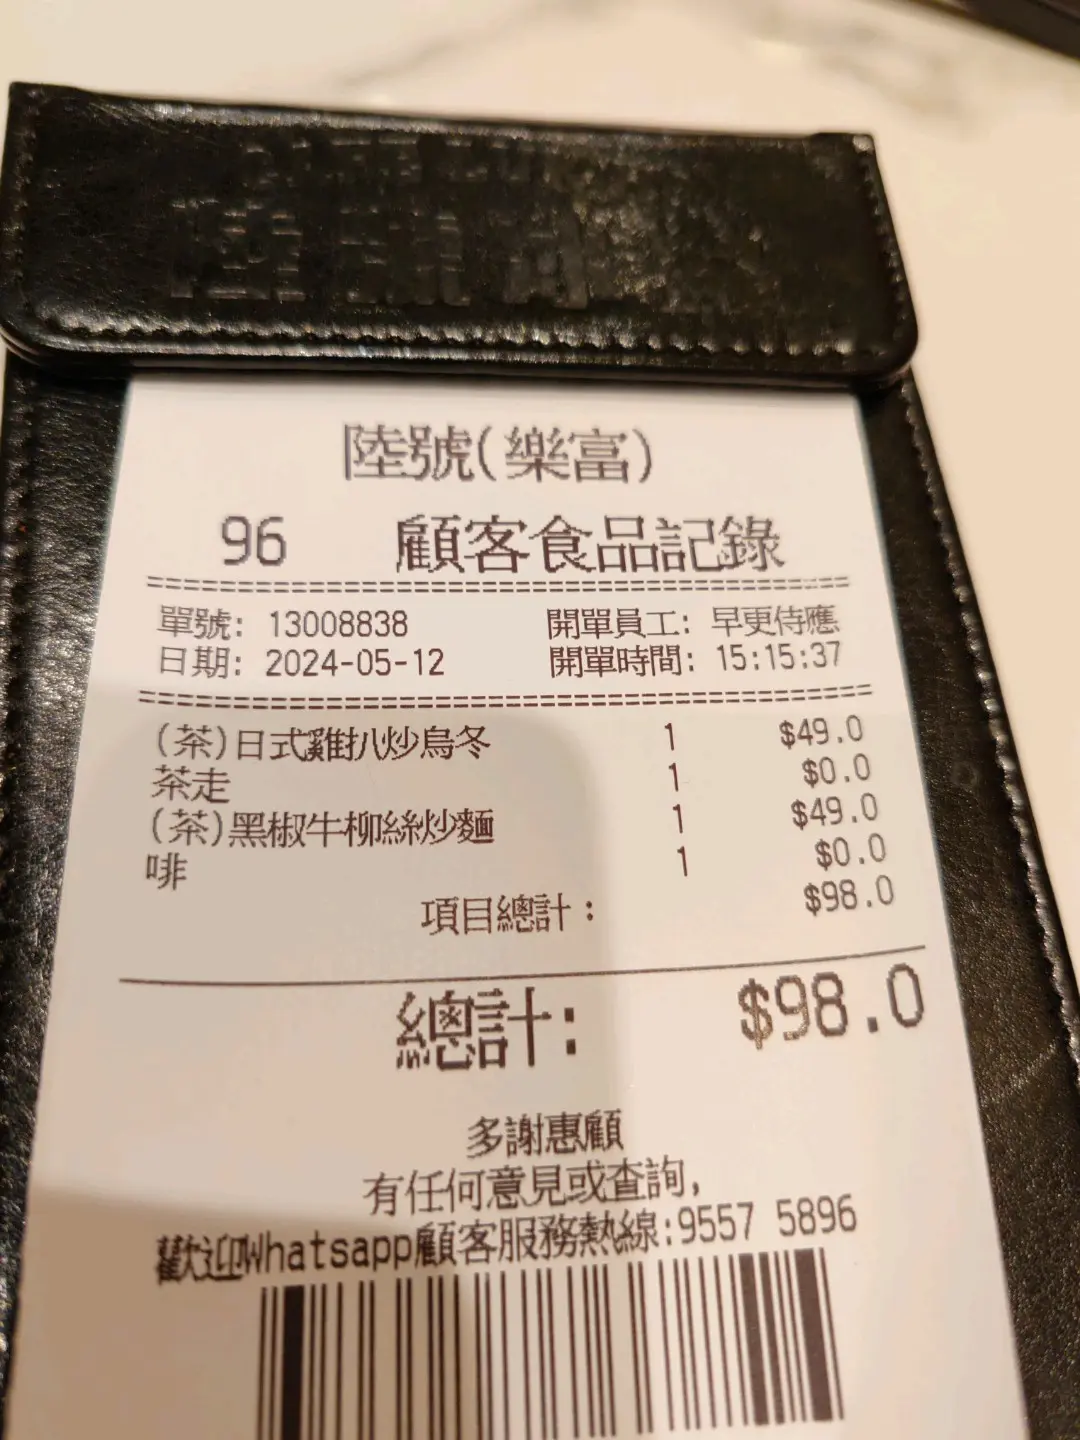 陸號(樂富)
96 顧客食品記錄
單號: 13008838 開單員工: 早更侍應
日期: 2024-05-12 開單時間: 15:15:37
(茶)日式雞扒炒烏冬 1 $49.0
茶走 1 $0.0
(茶)黑椒牛柳絲炒麵 1 $49.0
啡 1 $0.0
項目總計: $98.0
總計: $98.0
多謝惠顧
有任何意見或查詢,
歡迎Whatsapp顧客服務熱線:9557 5896